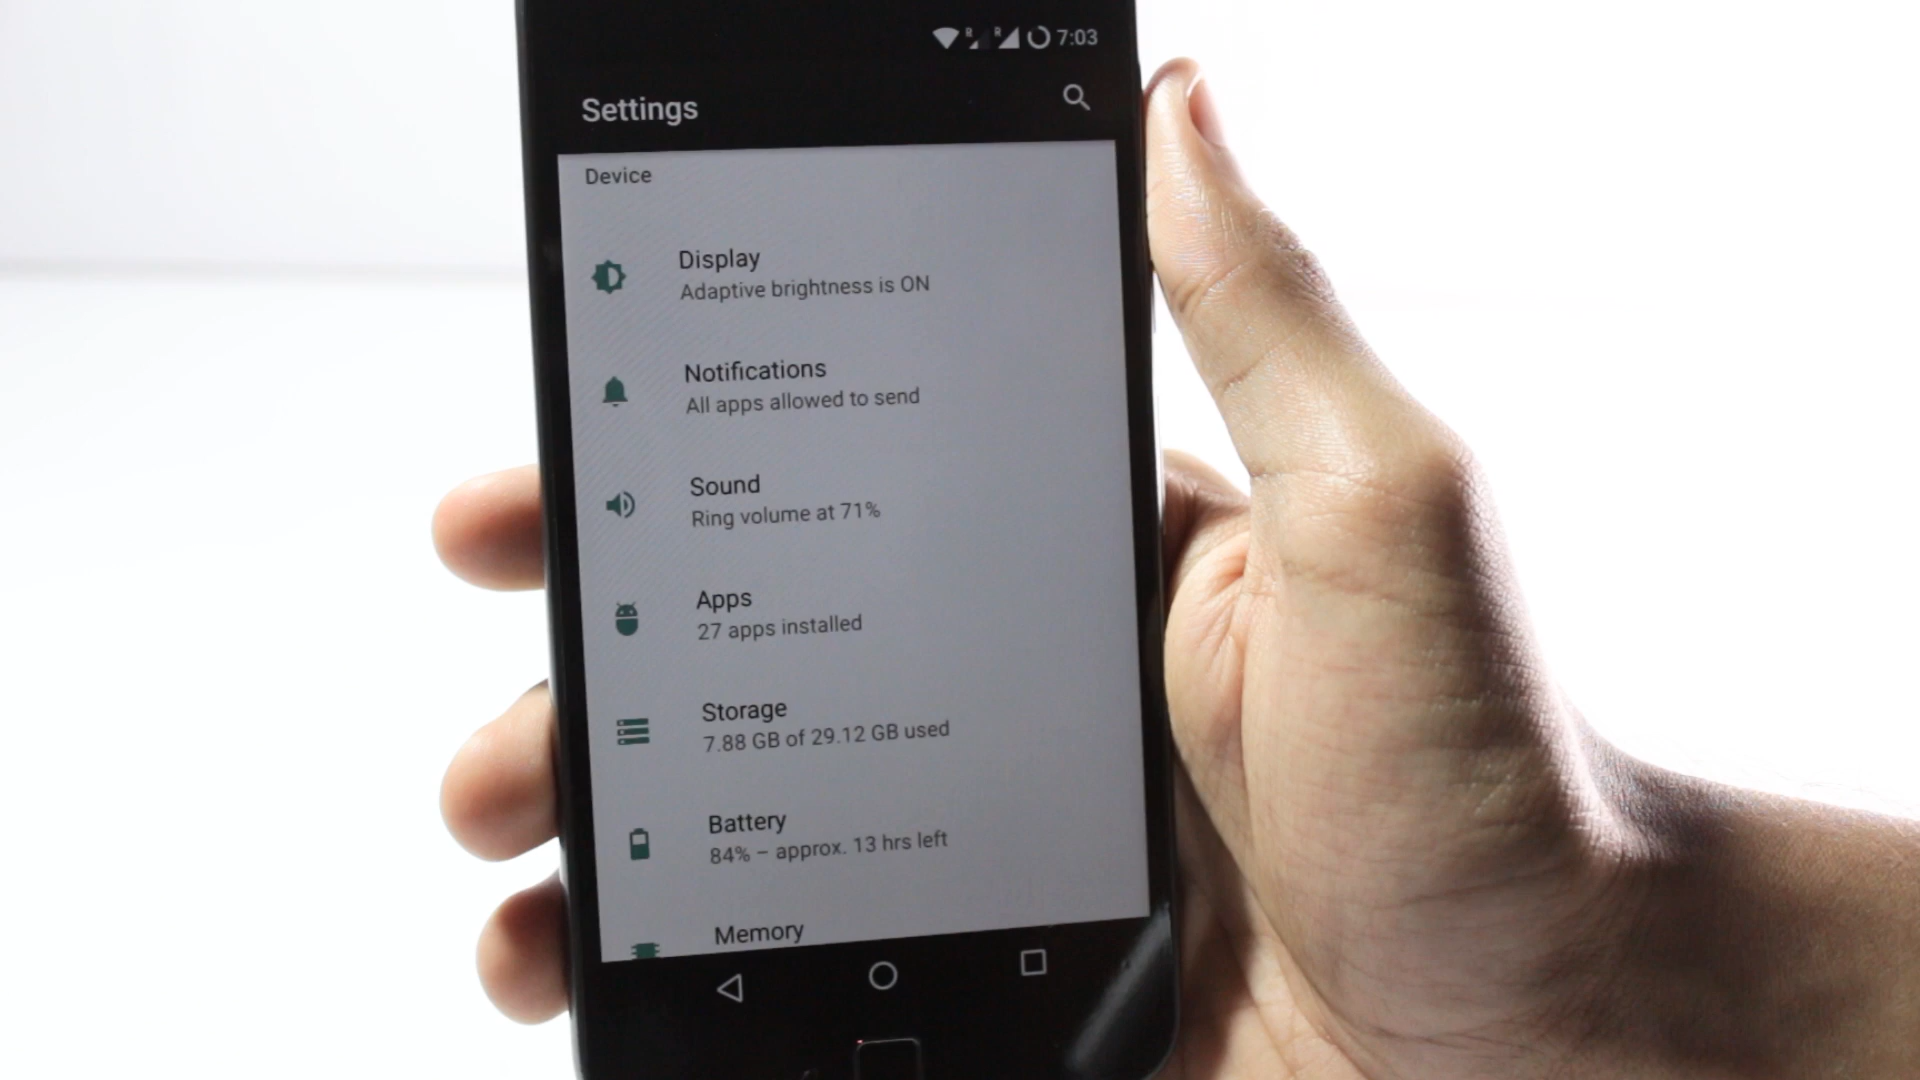 R R 7:03
Settings
Device
Display
Adaptive brightness is ON
Notifications
All apps allowed to send
Sound
Ring volume at 71%
Apps
27 apps installed
Storage
7.88 GB of 29.12 GB used
Battery
84% – approx. 13 hrs left
Memory